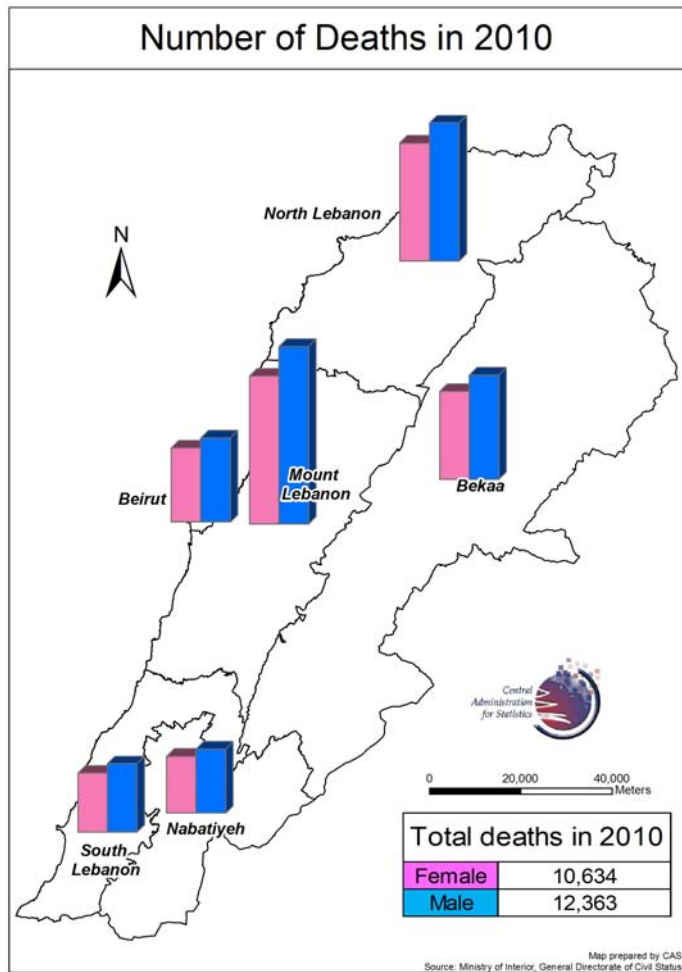 Number of Deaths in 2010
North Lebanon
N
Mount
Lebanon
Beirut
Bekaa
Central
Administration
for Statistics
0 20,000 40,000
Meters
Nabatiyeh
South
Lebanon
Total deaths in 2010
Female 10,634
Male 12,363
Map prepared by CAS
Source: Ministry of Interior, General Directorate of Civil Status